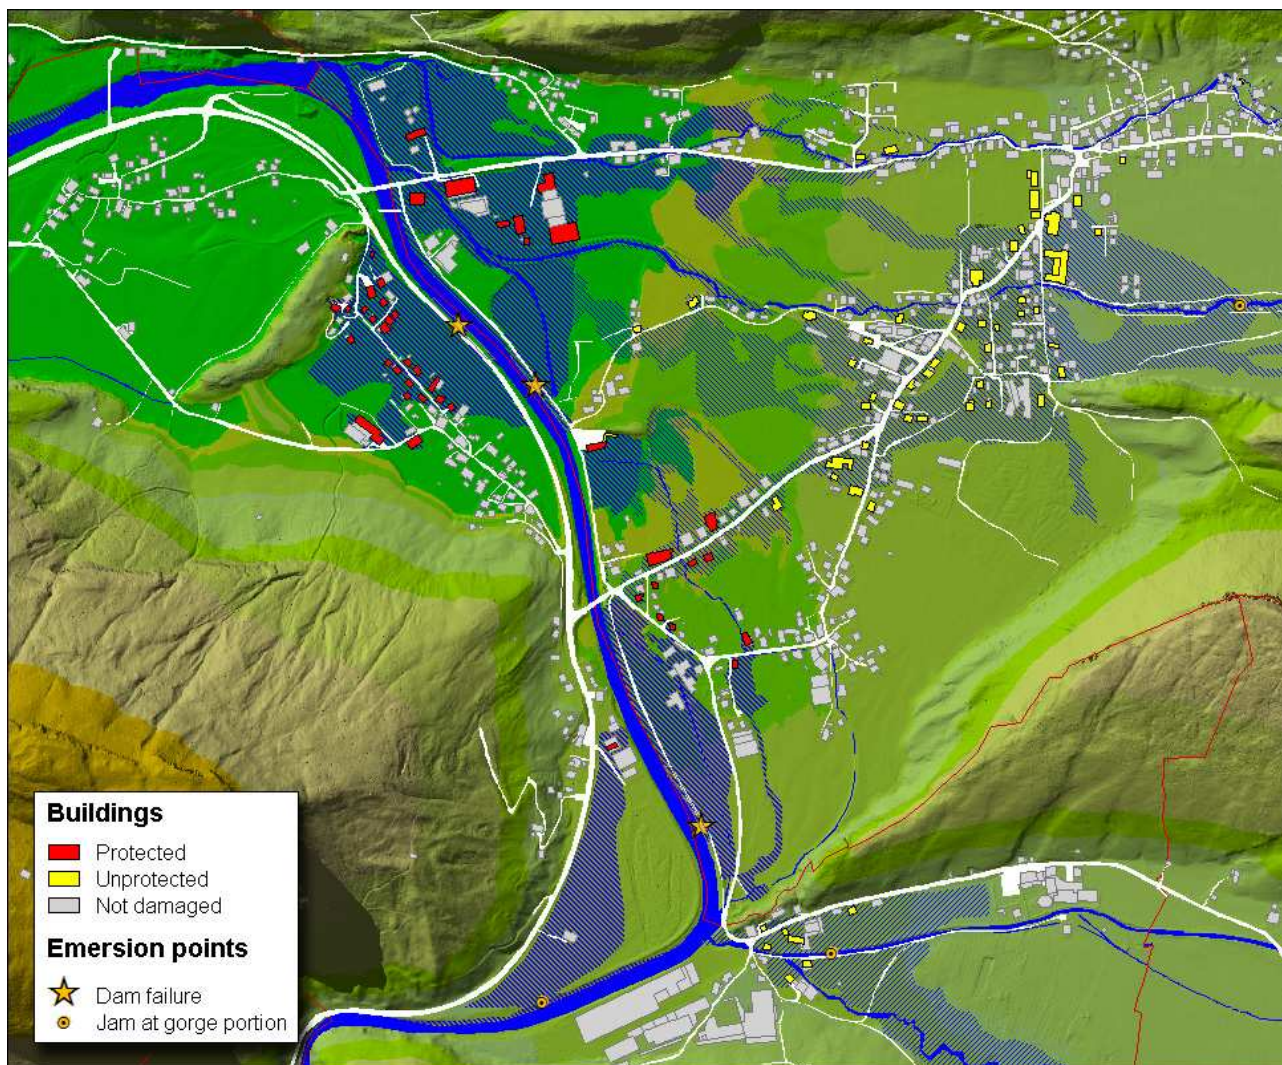 Buildings
Protected
Unprotected
Not damaged
Emersion points
Dam failure
Jam at gorge portion